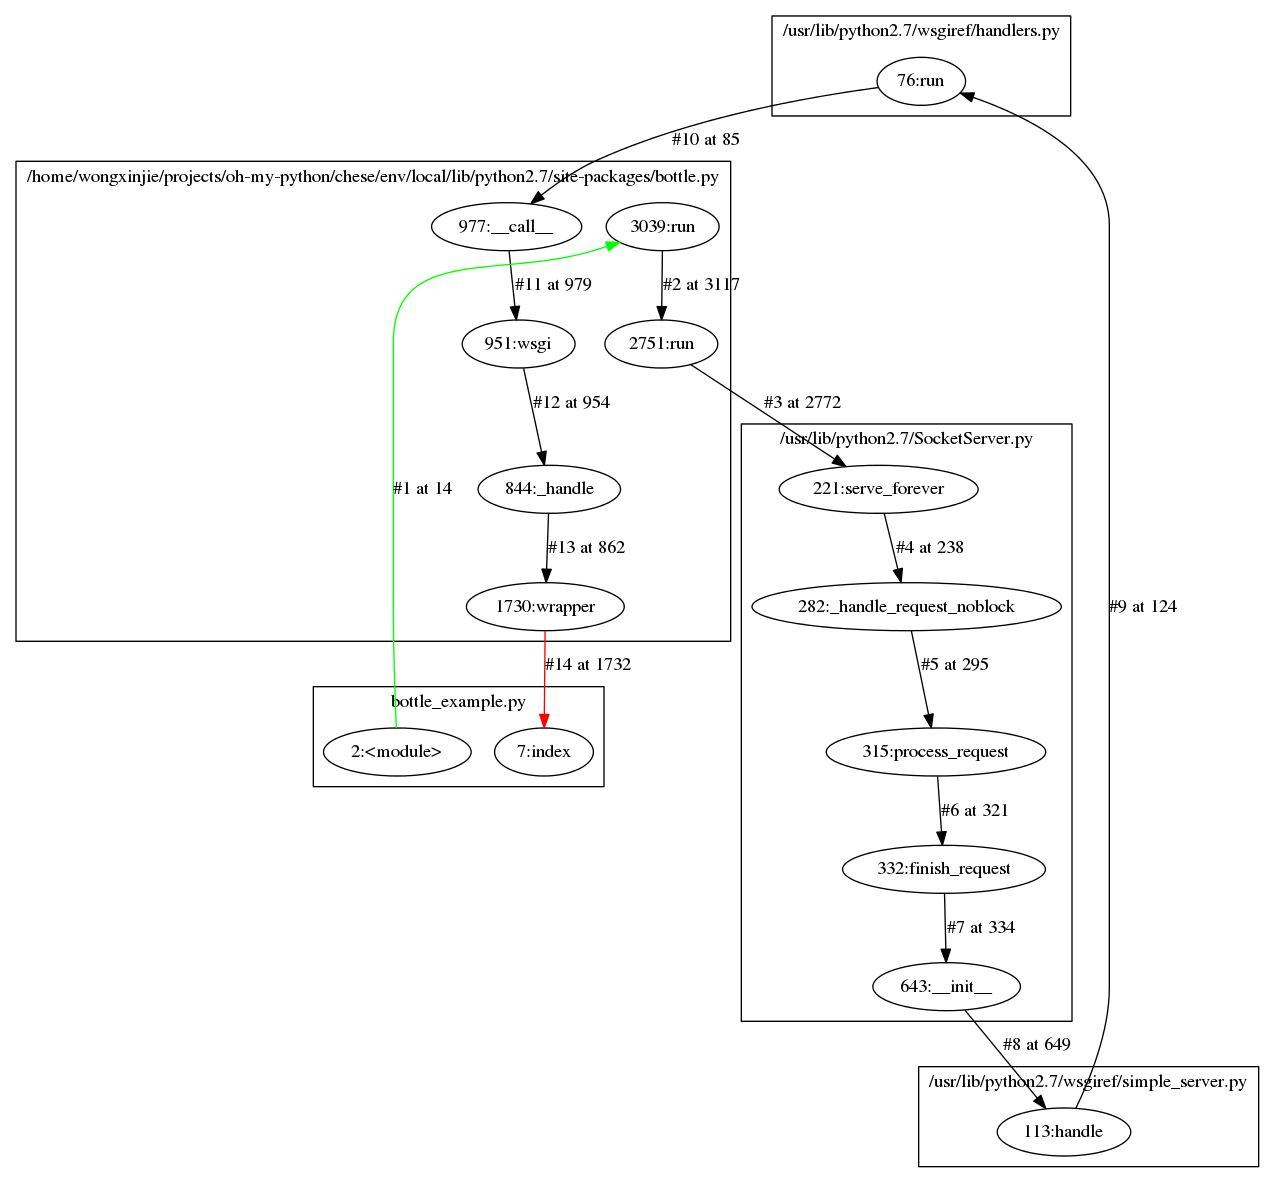 /usr/lib/python2.7/wsgiref/handlers.py
76:run
#10 at 85
/home/wongxinjie/projects/oh-my-python/chese/env/local/lib/python2.7/site-packages/bottle.py
977:__call__
3039:run
#11 at 979
#2 at 3117
951:wsgi
2751:run
#12 at 954
#3 at 2772
/usr/lib/python2.7/SocketServer.py
#1 at 14
844:_handle
221:serve_forever
#13 at 862
#4 at 238
1730:wrapper
282:_handle_request_noblock
#9 at 124
#14 at 1732
#5 at 295
bottle_example.py
2:<module>
7:index
315:process_request
#6 at 321
332:finish_request
#7 at 334
643:__init__
#8 at 649
/usr/lib/python2.7/wsgiref/simple_server.py
113:handle